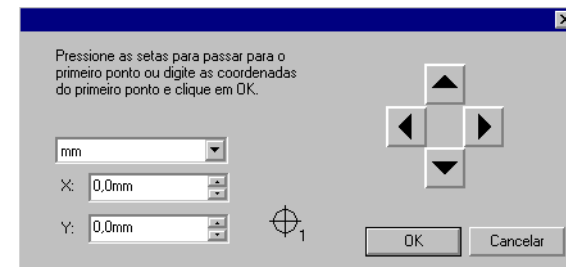 Pressione as setas para passar para o
primeiro ponto ou digite as coordenadas
do primeiro ponto e clique em OK.
mm
X: 0,0mm
Y: 0,0mm
1
OK Cancelar